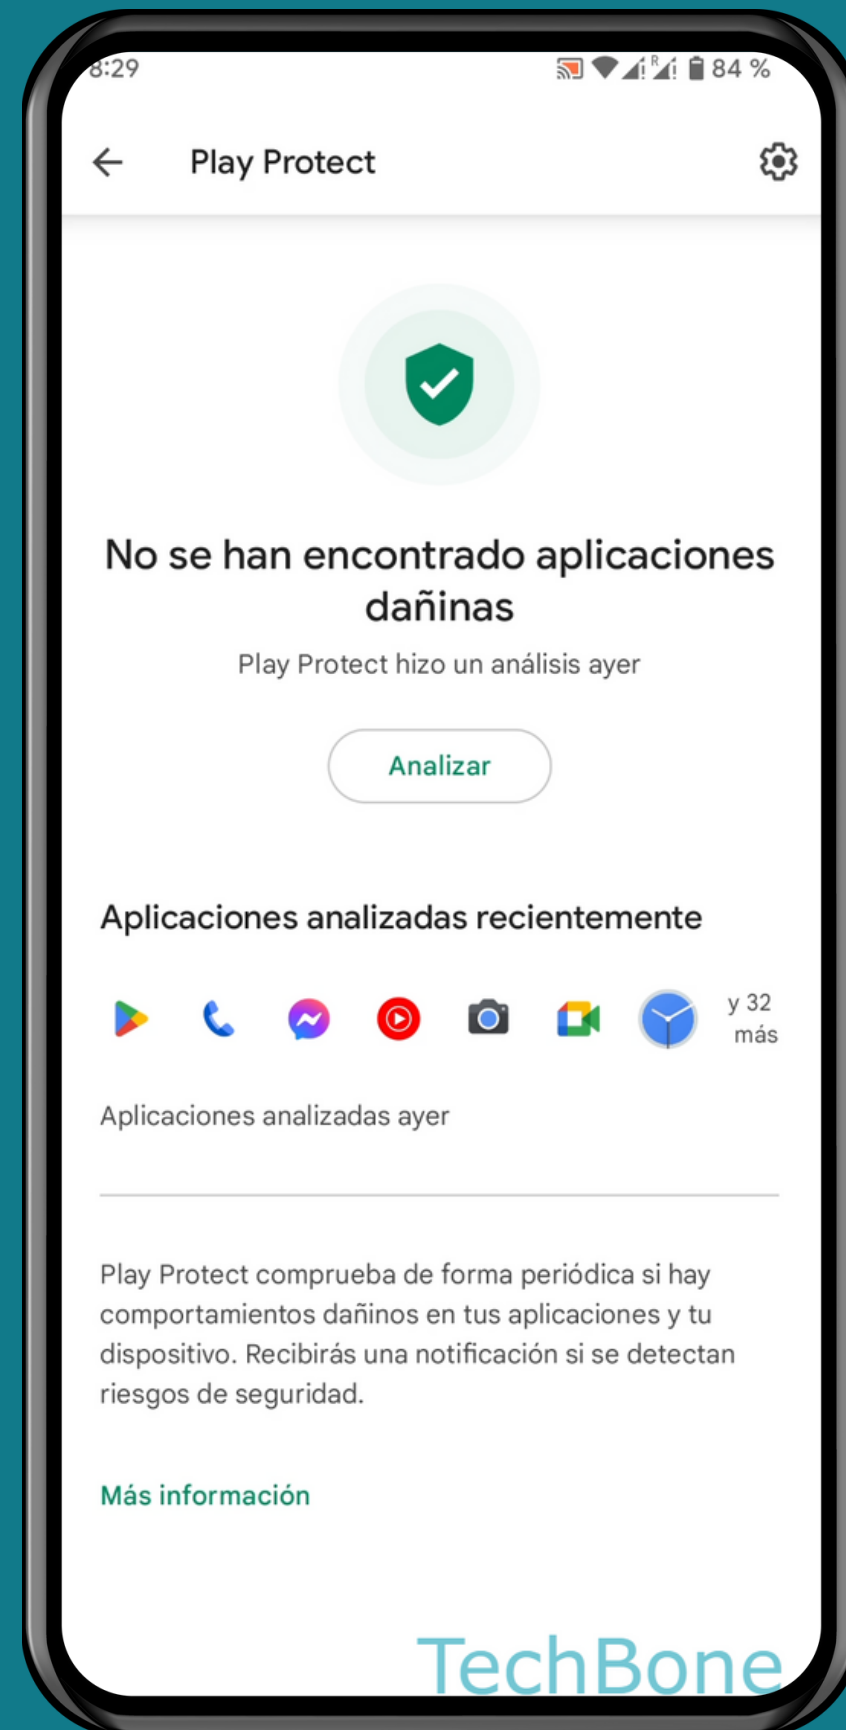 8:29
R
84 %
Play Protect
No se han encontrado aplicaciones
dañinas
Play Protect hizo un análisis ayer
Analizar
Aplicaciones analizadas recientemente
y 32
más
Aplicaciones analizadas ayer
Play Protect comprueba de forma periódica si hay
comportamientos dañinos en tus aplicaciones y tu
dispositivo. Recibirás una notificación si se detectan
riesgos de seguridad.
Más información
TechBone